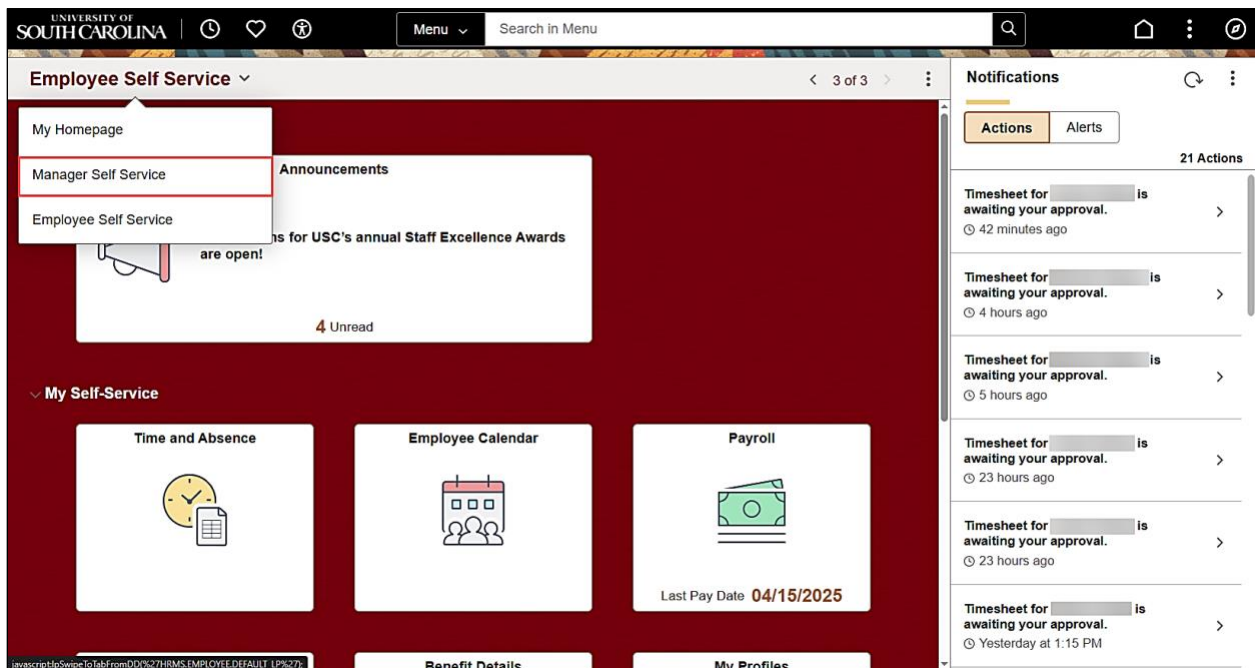 UNIVERSITY OF
SOUTH CAROLINA
Menu
Search in Menu
Employee Self Service
3 of 3
My Homepage
Manager Self Service
Employee Self Service
Announcements
ns for USC's annual Staff Excellence Awards
are open!
4 Unread
My Self-Service
Time and Absence
Employee Calendar
Payroll
Last Pay Date 04/15/2025
Benefit Details
My Profiles
javascript:lpSwipeToTabFromDD(%27HRMS.EMPLOYEE.DEFAULT_LP%27);
Notifications
Actions
Alerts
21 Actions
Timesheet for is
awaiting your approval.
42 minutes ago
Timesheet for is
awaiting your approval.
4 hours ago
Timesheet for is
awaiting your approval.
5 hours ago
Timesheet for is
awaiting your approval.
23 hours ago
Timesheet for is
awaiting your approval.
23 hours ago
Timesheet for is
awaiting your approval.
Yesterday at 1:15 PM